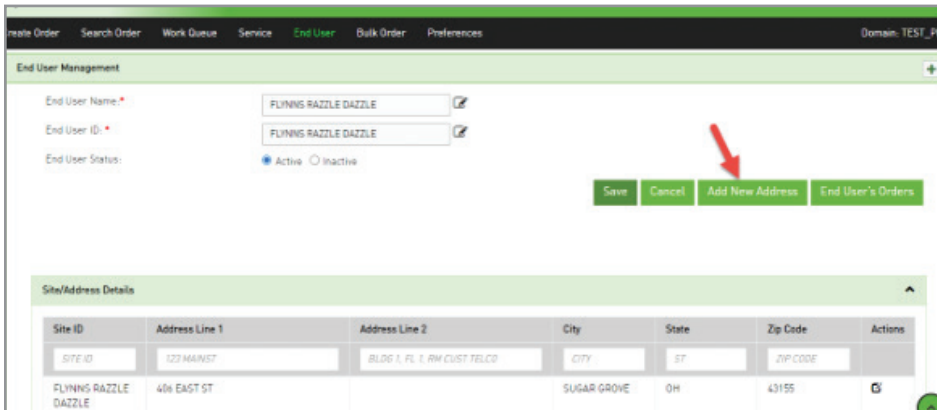 reate Order Search Order Work Queue Service End User Bulk Order Preferences Domain: TEST_P
End User Management
End User Name:* FLYNNS RAZZLE DAZZLE
End User ID: * FLYNNS RAZZLE DAZZLE
End User Status: Active Inactive
Save Cancel Add New Address End User's Orders
Site/Address Details
Site ID Address Line 1 Address Line 2 City State Zip Code Actions
SITE ID 123 MAINST BLDG 1, FL 1, RM CUST TELCO CITY ST ZIP CODE
FLYNNS RAZZLE 406 EAST ST SUGAR GROVE OH 43155
DAZZLE